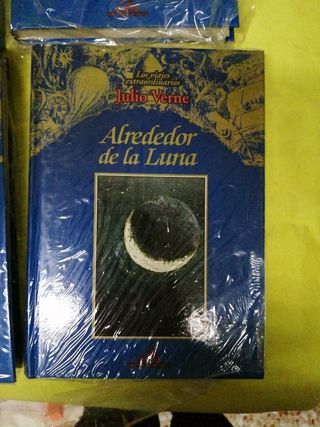 Los viajes
extraordinarios
Julio Verne
Alrededor
de la Luna